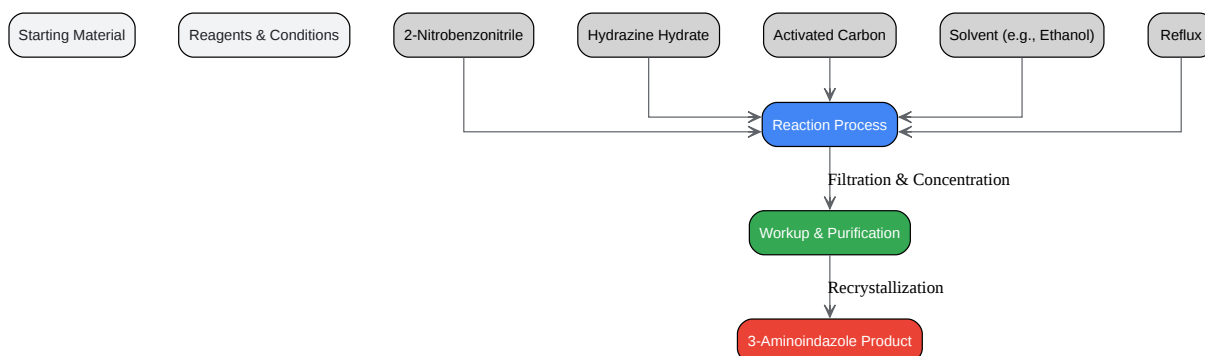 Starting Material
Reagents & Conditions
2-Nitrobenzonitrile
Hydrazine Hydrate
Activated Carbon
Solvent (e.g., Ethanol)
Reflux
Reaction Process
Filtration & Concentration
Workup & Purification
Recrystallization
3-Aminoindazole Product